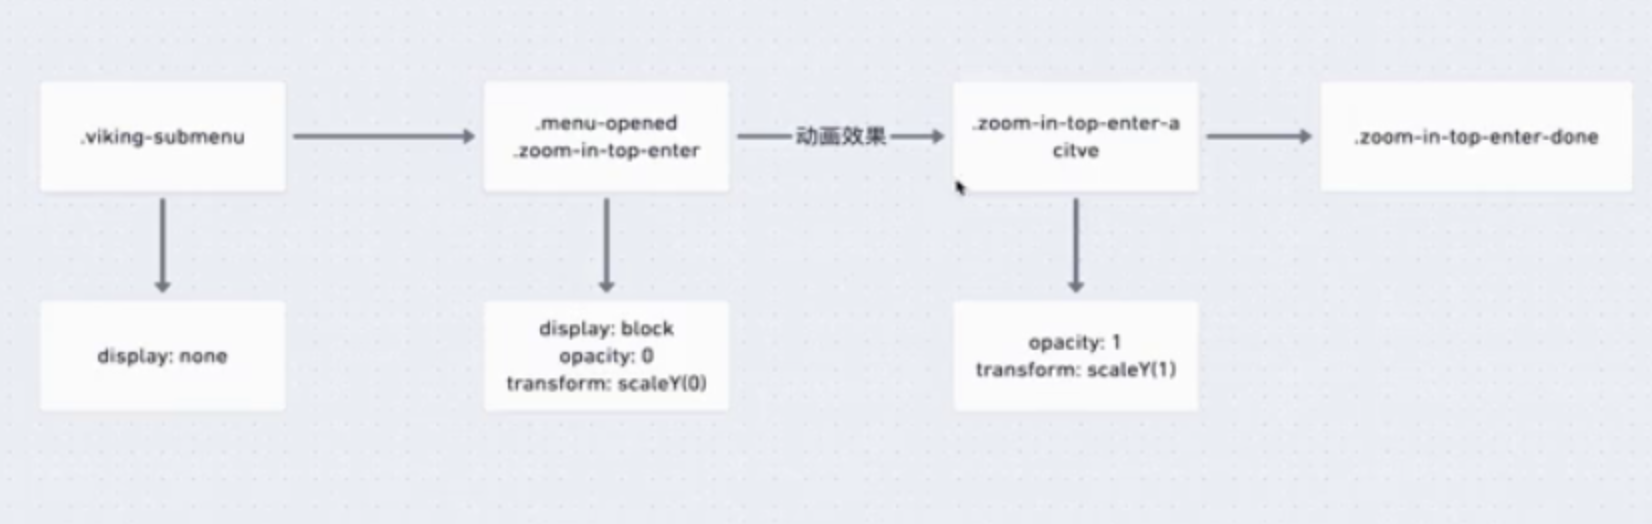 .viking-submenu
.menu-opened
.zoom-in-top-enter
动画效果
.zoom-in-top-enter-a
citve
.zoom-in-top-enter-done
display: none
display: block
opacity: 0
transform: scaleY(0)
opacity: 1
transform: scaleY(1)